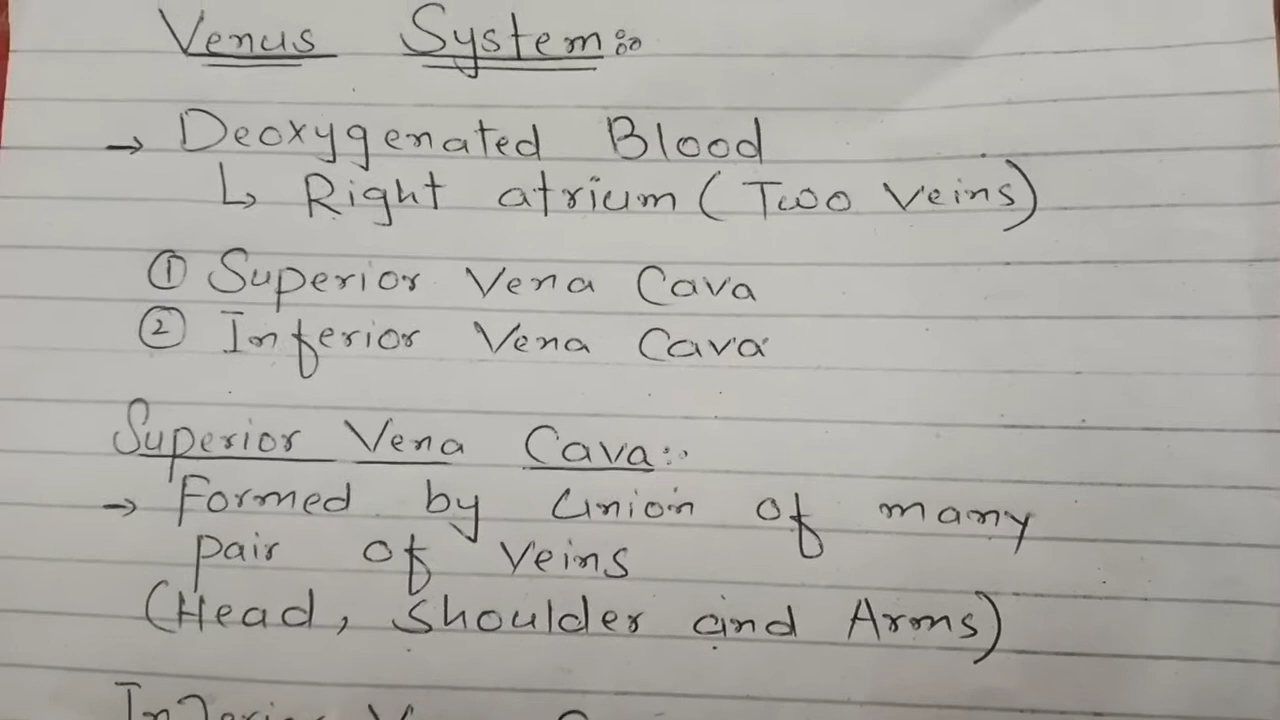 Venus System:
→ Deoxygenated Blood
↳ Right atrium (Two Veins)
① Superior Vena Cava
② Inferior Vena Cava
Superior Vena Cava:
→ Formed by Union of many
pair of veins
(Head, shoulder and Arms)